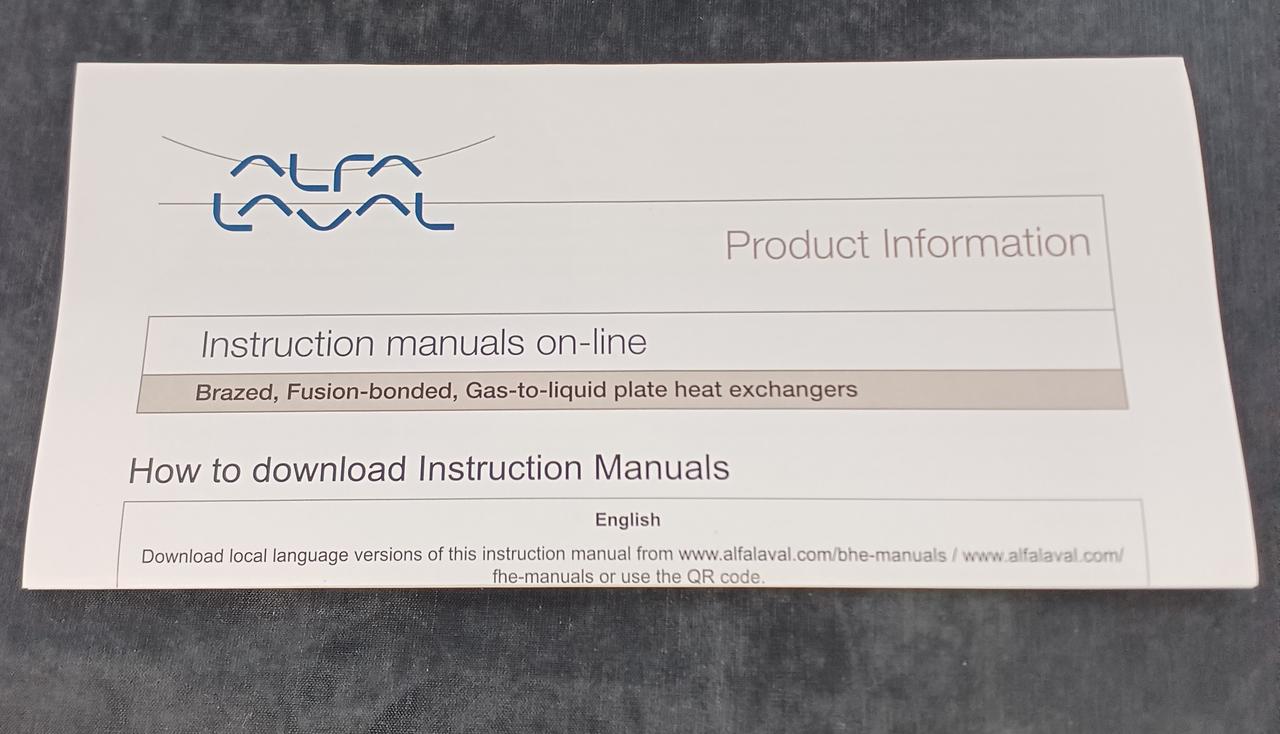 ALFA
LAVAL
Product Information
Instruction manuals on-line
Brazed, Fusion-bonded, Gas-to-liquid plate heat exchangers
How to download Instruction Manuals
English
Download local language versions of this instruction manual from www.alfalaval.com/bhe-manuals / www.alfalaval.com/
fhe-manuals or use the QR code.